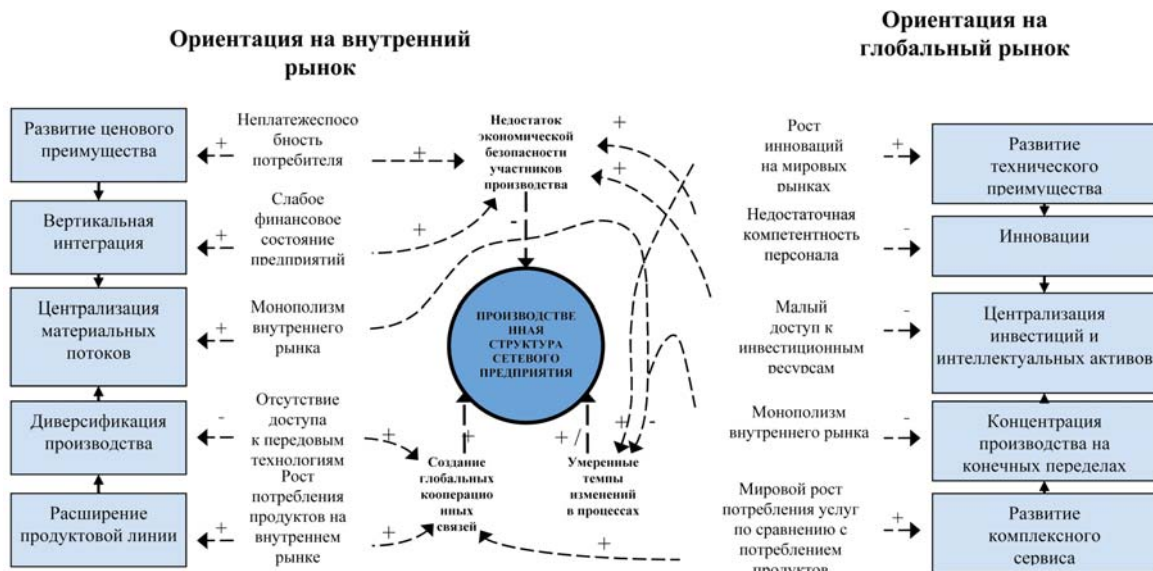 Ориентация на внутренний
рынок
Ориентация на
глобальный рынок
Развитие ценового
преимущества
Вертикальная
интеграция
Централизация
материальных
потоков
Диверсификация
производства
Расширение
продуктовой линии
+
Неплатежеспосо
бность
потребителя
+
+
Слабое
финансовое
состояние
предприятий
+
+
Монополизм
внутреннего
рынка
-
Отсутствие
доступа
к передовым
технологиям
+
+
Рост
потребления
продуктов на
внутреннем
рынке
+
Недостаток
экономической
безопасности
участников
производства
-
ПРОИЗВОДСТВЕ
ННАЯ
СТРУКТУРА
СЕТЕВОГО
ПРЕДПРИЯТИЯ
+
+ /
+
-
Создание
глобальных
кооперацио
нных
связей
Умеренные
темпы
изменений
в процессах
+
+
+
Рост
инноваций
на мировых
рынках
+
Недостаточная
компетентность
персонала
-
Малый
доступ к
инвестиционным
ресурсам
-
Монополизм
внутреннего рынка
-
Мировой рост
потребления услуг
по сравнению с
потреблением
продуктов
+
Развитие
технического
преимущества
Инновации
Централизация
инвестиций и
интеллектуальных активов
Концентрация
производства на
конечных переделах
Развитие
комплексного
сервиса